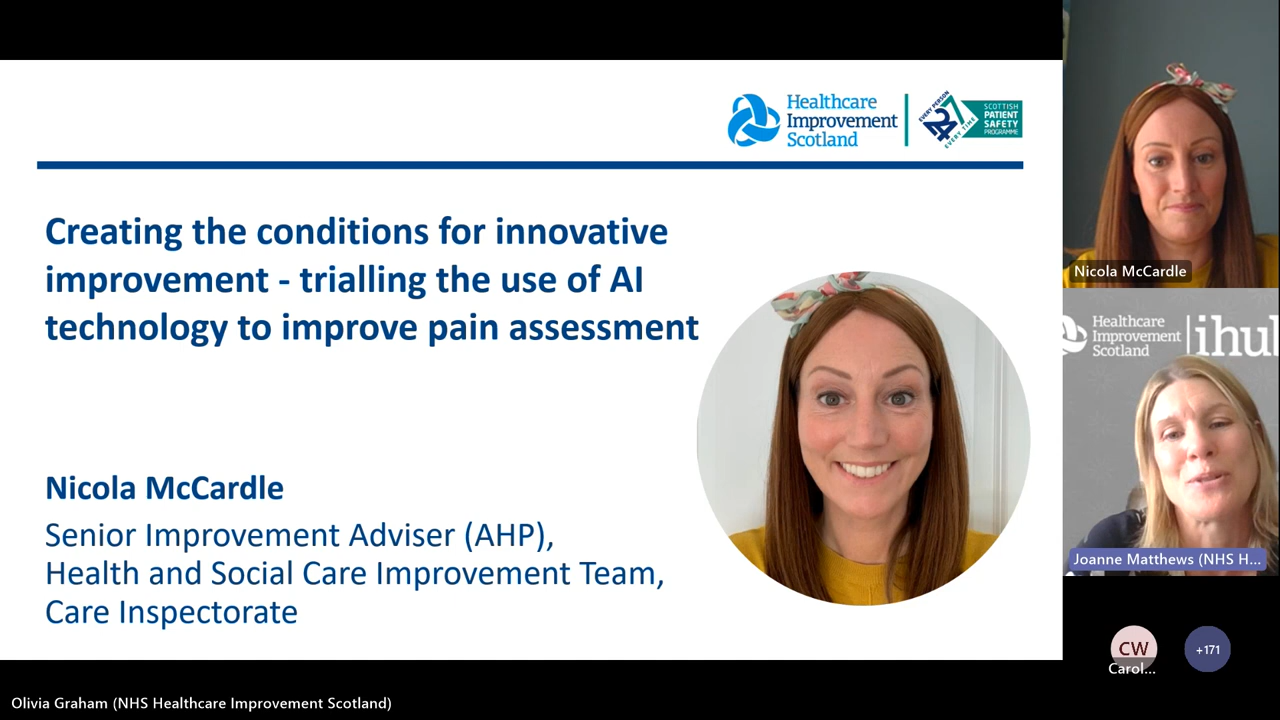 Healthcare
Improvement
Scotland
EVERY PERSON
24
7
EVERY TIME
SCOTTISH
PATIENT
SAFETY
PROGRAMME
Creating the conditions for innovative
improvement - trialling the use of AI
technology to improve pain assessment
Nicola McCardle
Senior Improvement Adviser (AHP),
Health and Social Care Improvement Team,
Care Inspectorate
Nicola McCardle
Healthcare
Improvement
Scotland
ihub
Joanne Matthews (NHS H...
CW
Carol...
+171
Olivia Graham (NHS Healthcare Improvement Scotland)